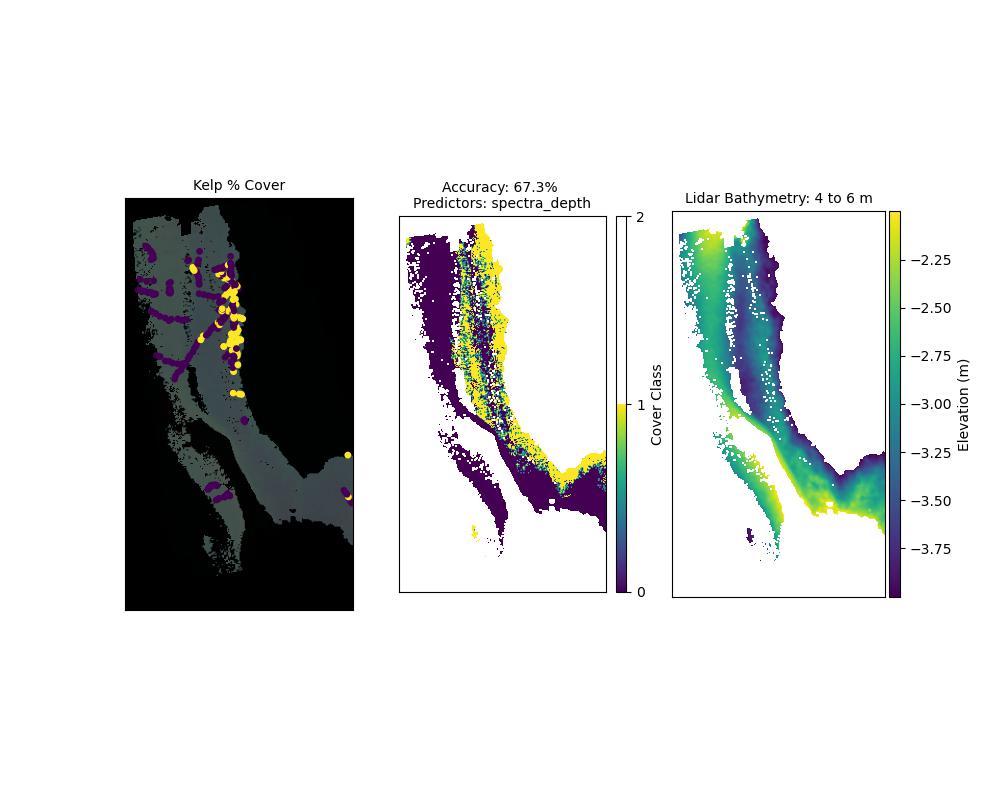 Kelp % Cover
Accuracy: 67.3%
Predictors: spectra_depth
2
1
0
Cover Class
Lidar Bathymetry: 4 to 6 m
−2.25
−2.50
−2.75
−3.00
−3.25
−3.50
−3.75
Elevation (m)